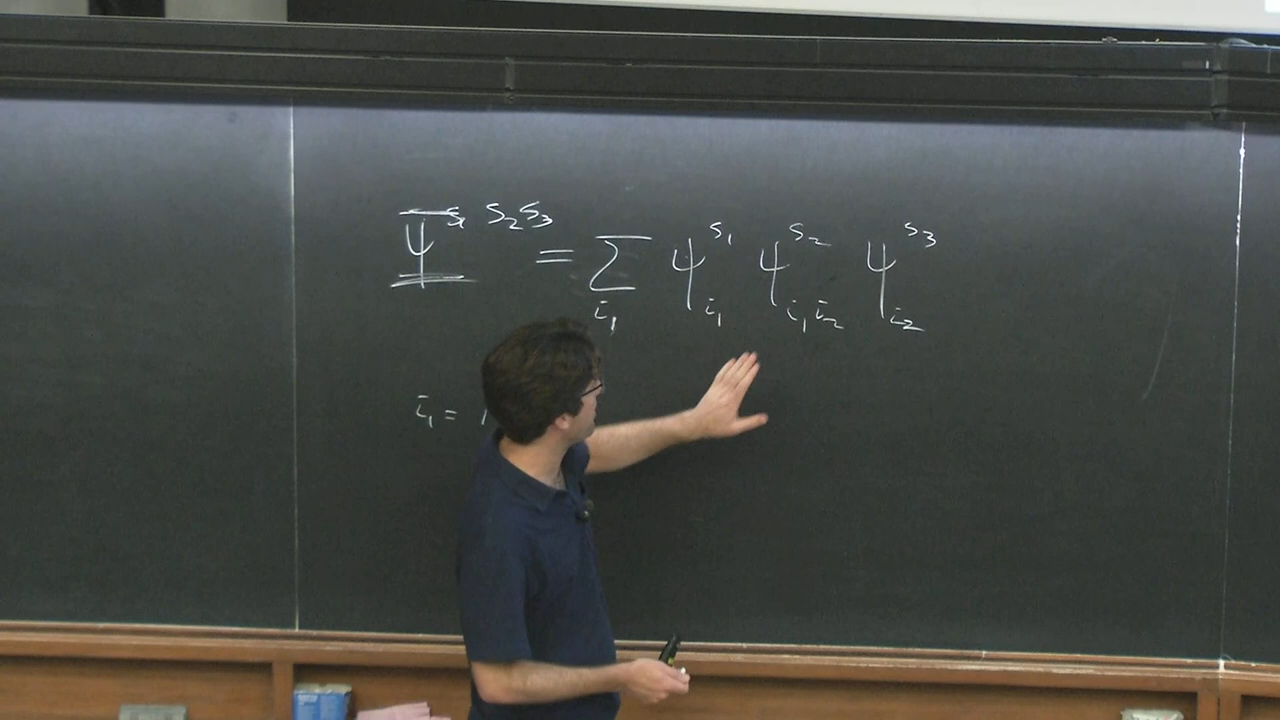 Ψ^{s₁ s₂ s₃} = Σ_{i₁} ψ^{s₁}_{i₁} ψ^{s₂}_{i₁ i₂} ψ^{s₃}_{i₂}
i₁ =